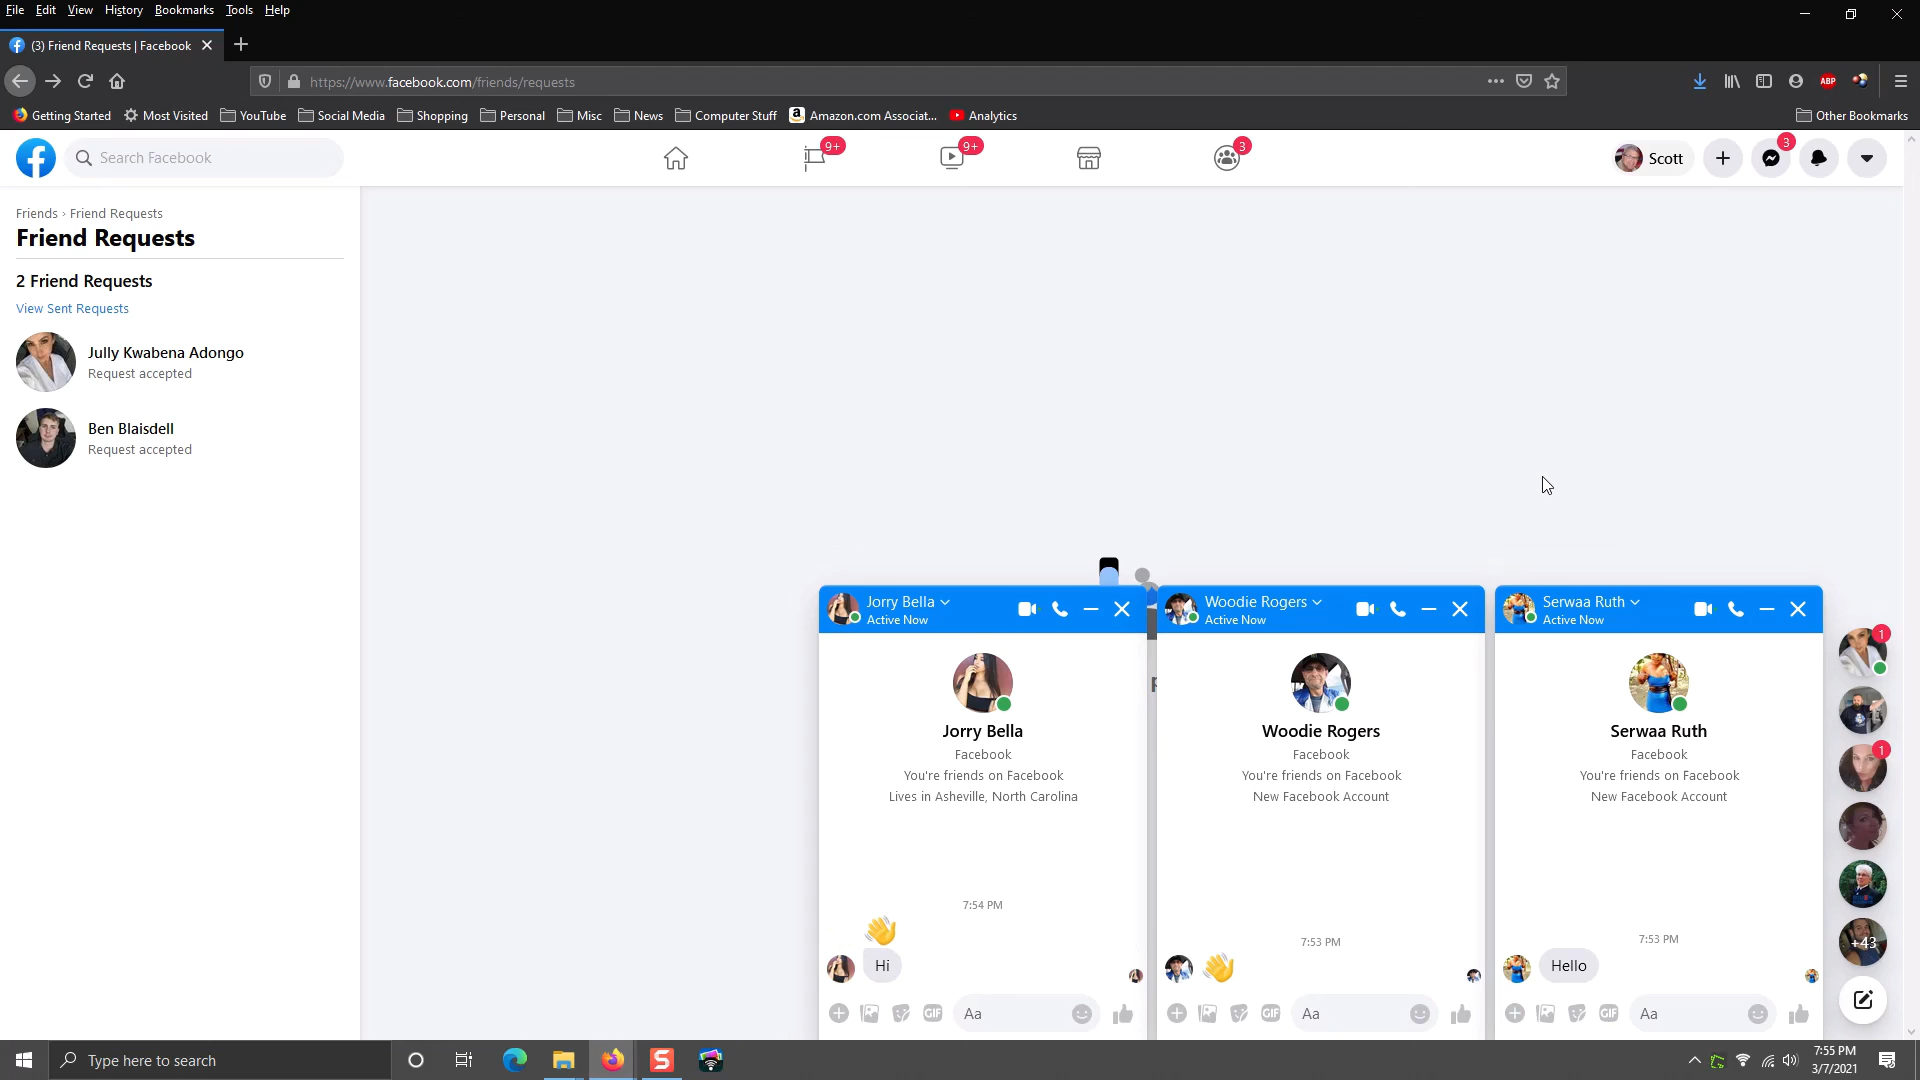 File Edit View History Bookmarks Tools Help
(3) Friend Requests | Facebook
https://www.facebook.com/friends/requests
ABP
Getting Started Most Visited YouTube Social Media Shopping Personal Misc News Computer Stuff Amazon.com Associat... Analytics Other Bookmarks
Search Facebook 9+ 9+ 3 Scott 3
Friends › Friend Requests
Friend Requests
2 Friend Requests
View Sent Requests
Jully Kwabena Adongo
Request accepted
Ben Blaisdell
Request accepted
Jorry Bella
Active Now
Jorry Bella
Facebook
You're friends on Facebook
Lives in Asheville, North Carolina
7:54 PM
Hi
GIF Aa
Woodie Rogers
Active Now
Woodie Rogers
Facebook
You're friends on Facebook
New Facebook Account
7:53 PM
GIF Aa
Serwaa Ruth
Active Now
Serwaa Ruth
Facebook
You're friends on Facebook
New Facebook Account
7:53 PM
Hello
GIF Aa
1
1
+43
Type here to search
7:55 PM
3/7/2021